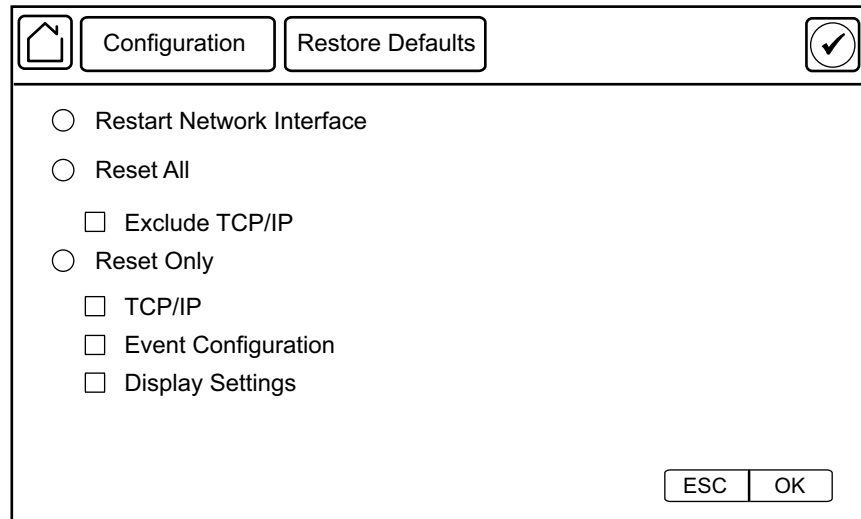 Configuration
Restore Defaults
Restart Network Interface
Reset All
Exclude TCP/IP
Reset Only
TCP/IP
Event Configuration
Display Settings
ESC
OK